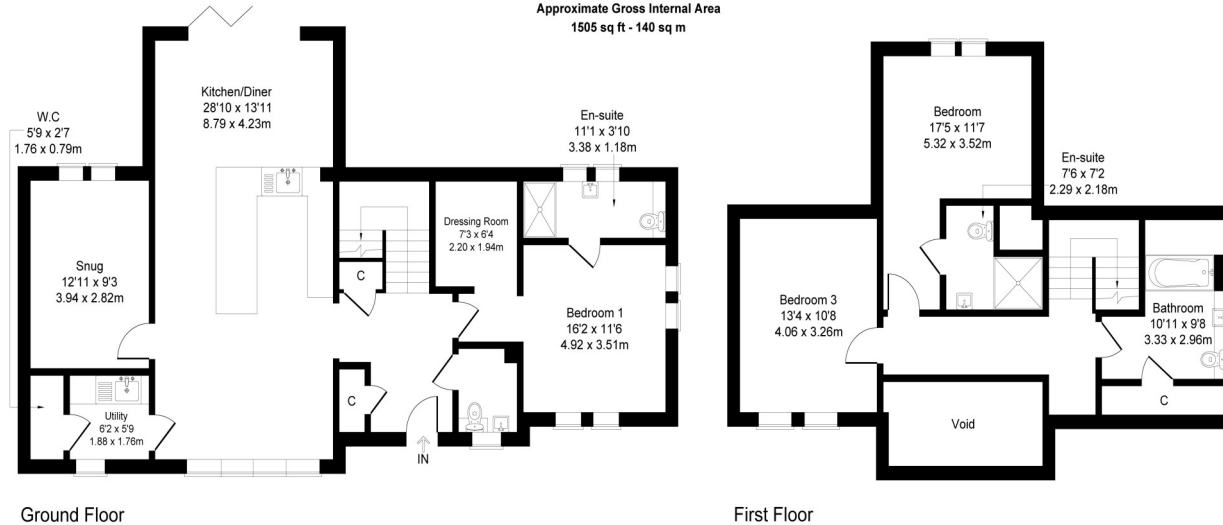 Approximate Gross Internal Area
1505 sq ft - 140 sq m
Kitchen/Diner
28'10 x 13'11
8.79 x 4.23m
W.C
5'9 x 2'7
1.76 x 0.79m
En-suite
11'1 x 3'10
3.38 x 1.18m
Dressing Room
7'3 x 6'4
2.20 x 1.94m
Snug
12'11 x 9'3
3.94 x 2.82m
C
Bedroom 1
16'2 x 11'6
4.92 x 3.51m
C
Utility
6'2 x 5'9
1.88 x 1.76m
IN
Ground Floor
Bedroom
17'5 x 11'7
5.32 x 3.52m
En-suite
7'6 x 7'2
2.29 x 2.18m
Bedroom 3
13'4 x 10'8
4.06 x 3.26m
Bathroom
10'11 x 9'8
3.33 x 2.96m
C
Void
First Floor